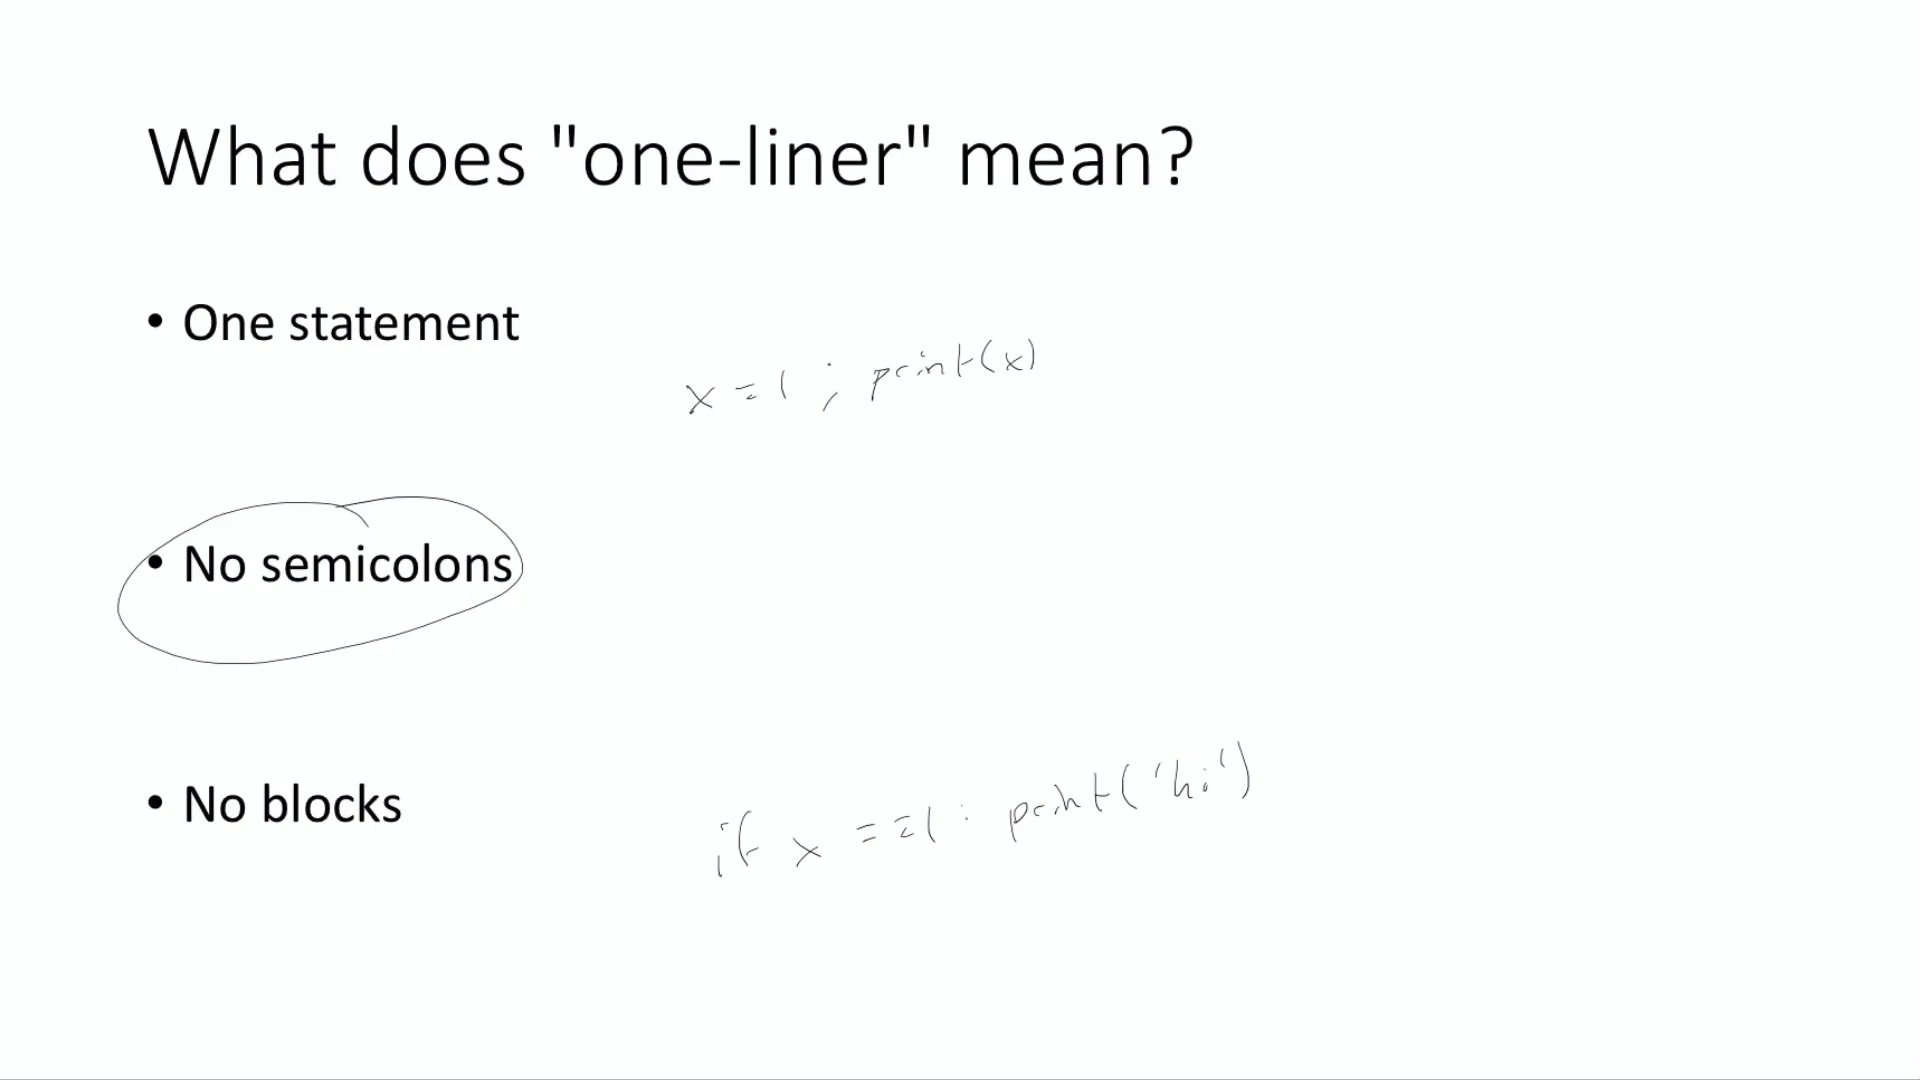 What does "one-liner" mean?
• One statement
x = 1 ; print(x)
• No semicolons
• No blocks
if x == 1 : print('hi')